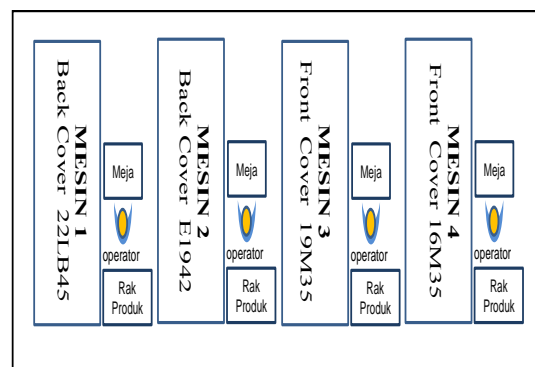 MESIN 1
Back Cover 22LB45
Meja
operator
Rak
Produk
MESIN 2
Back Cover E1942
Meja
operator
Rak
Produk
MESIN 3
Front Cover 19M35
Meja
operator
Rak
Produk
MESIN 4
Front Cover 16M35
Meja
operator
Rak
Produk